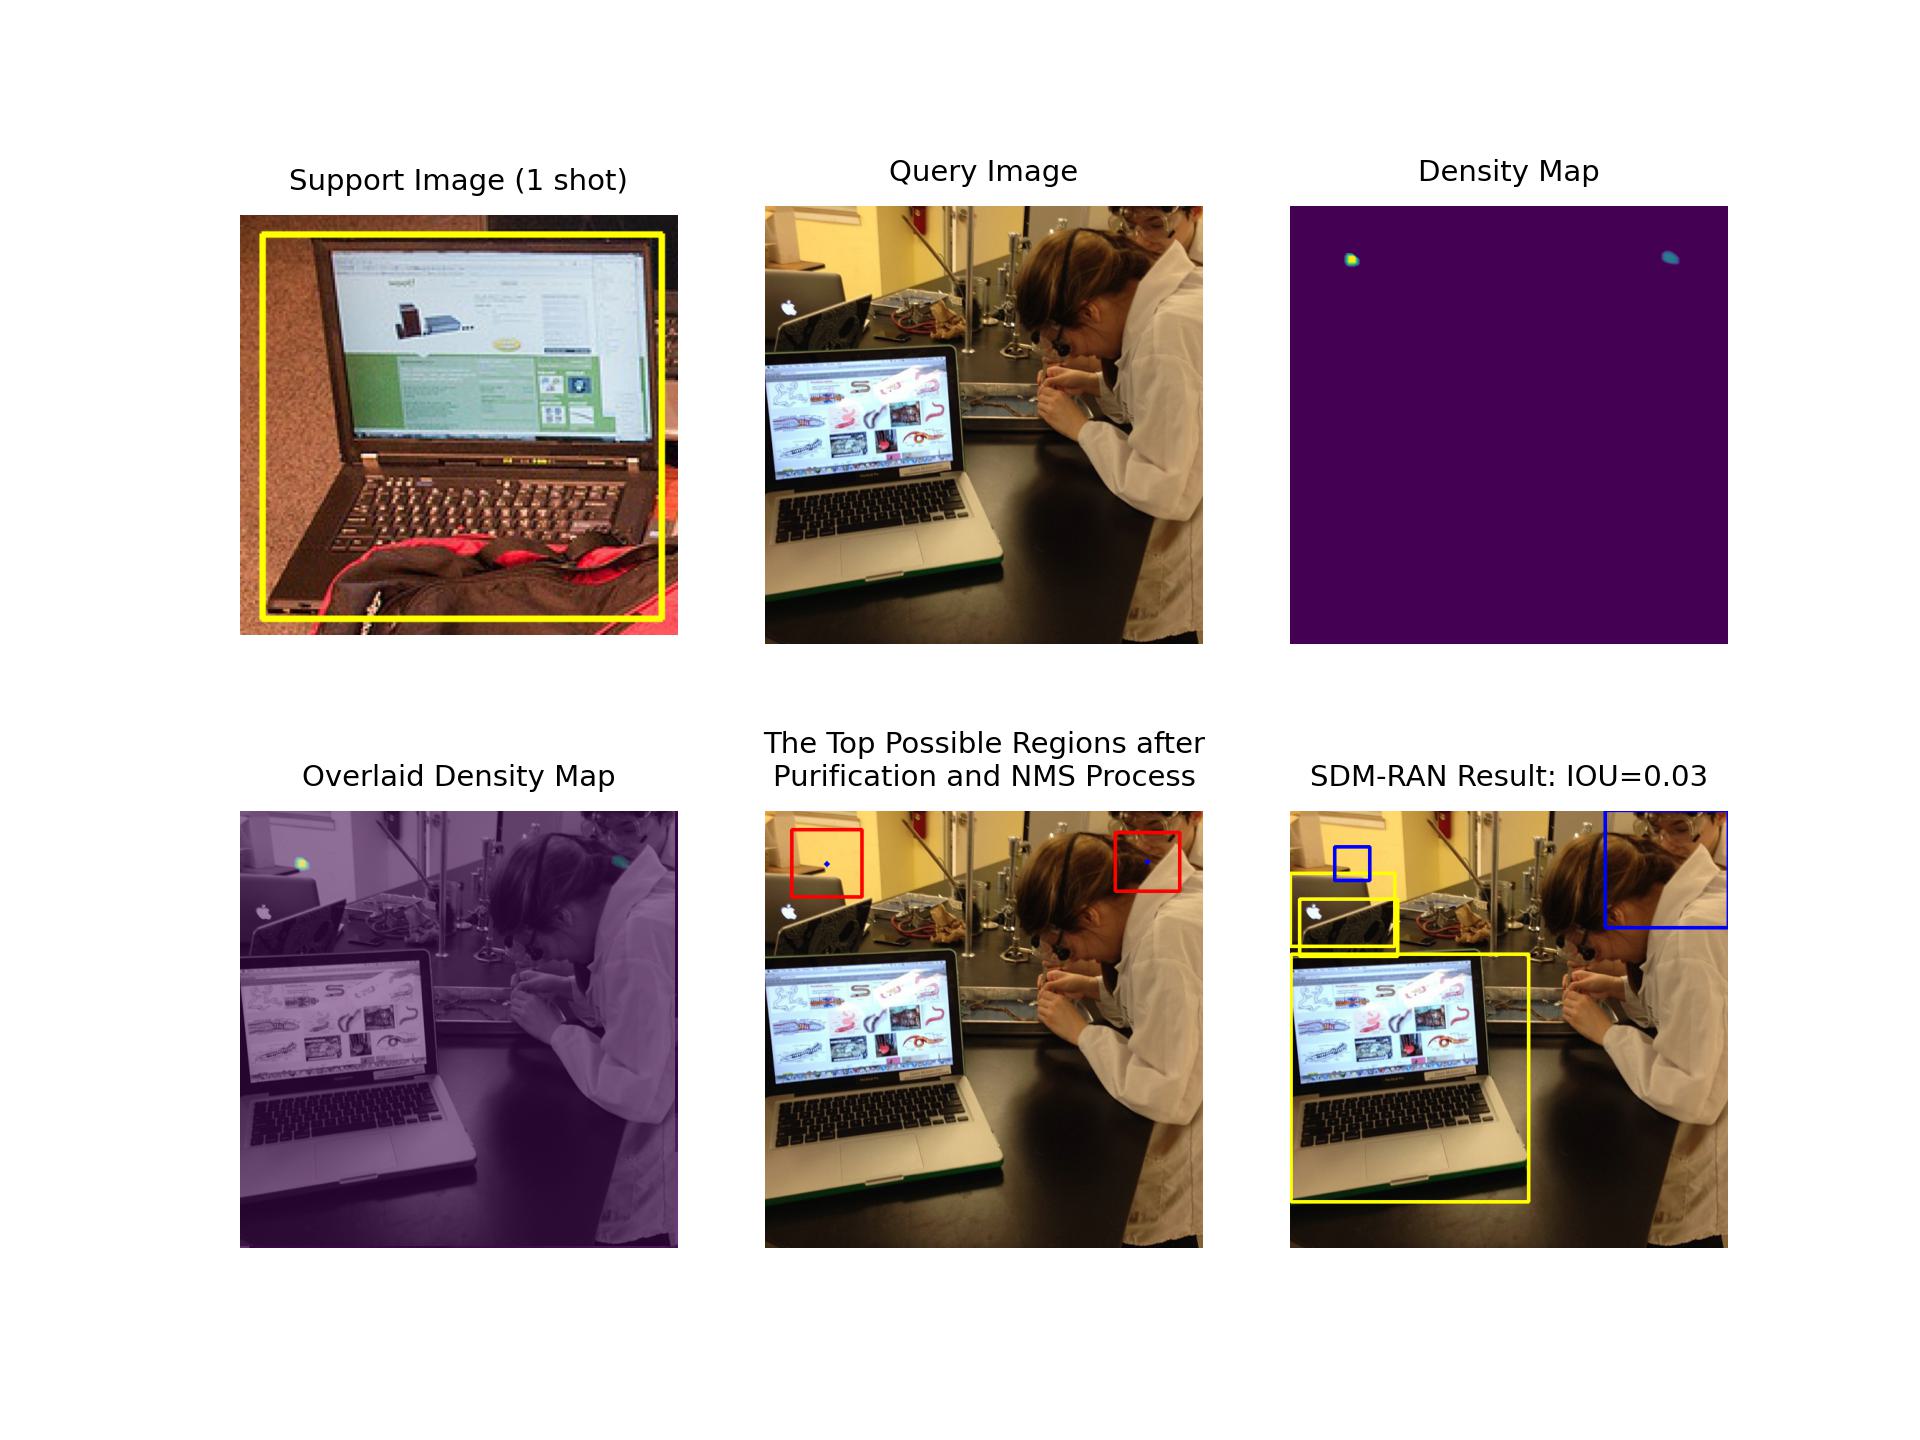 Support Image (1 shot)
Query Image
Density Map
woot!
Overlaid Density Map
The Top Possible Regions after
Purification and NMS Process
SDM-RAN Result: IOU=0.03